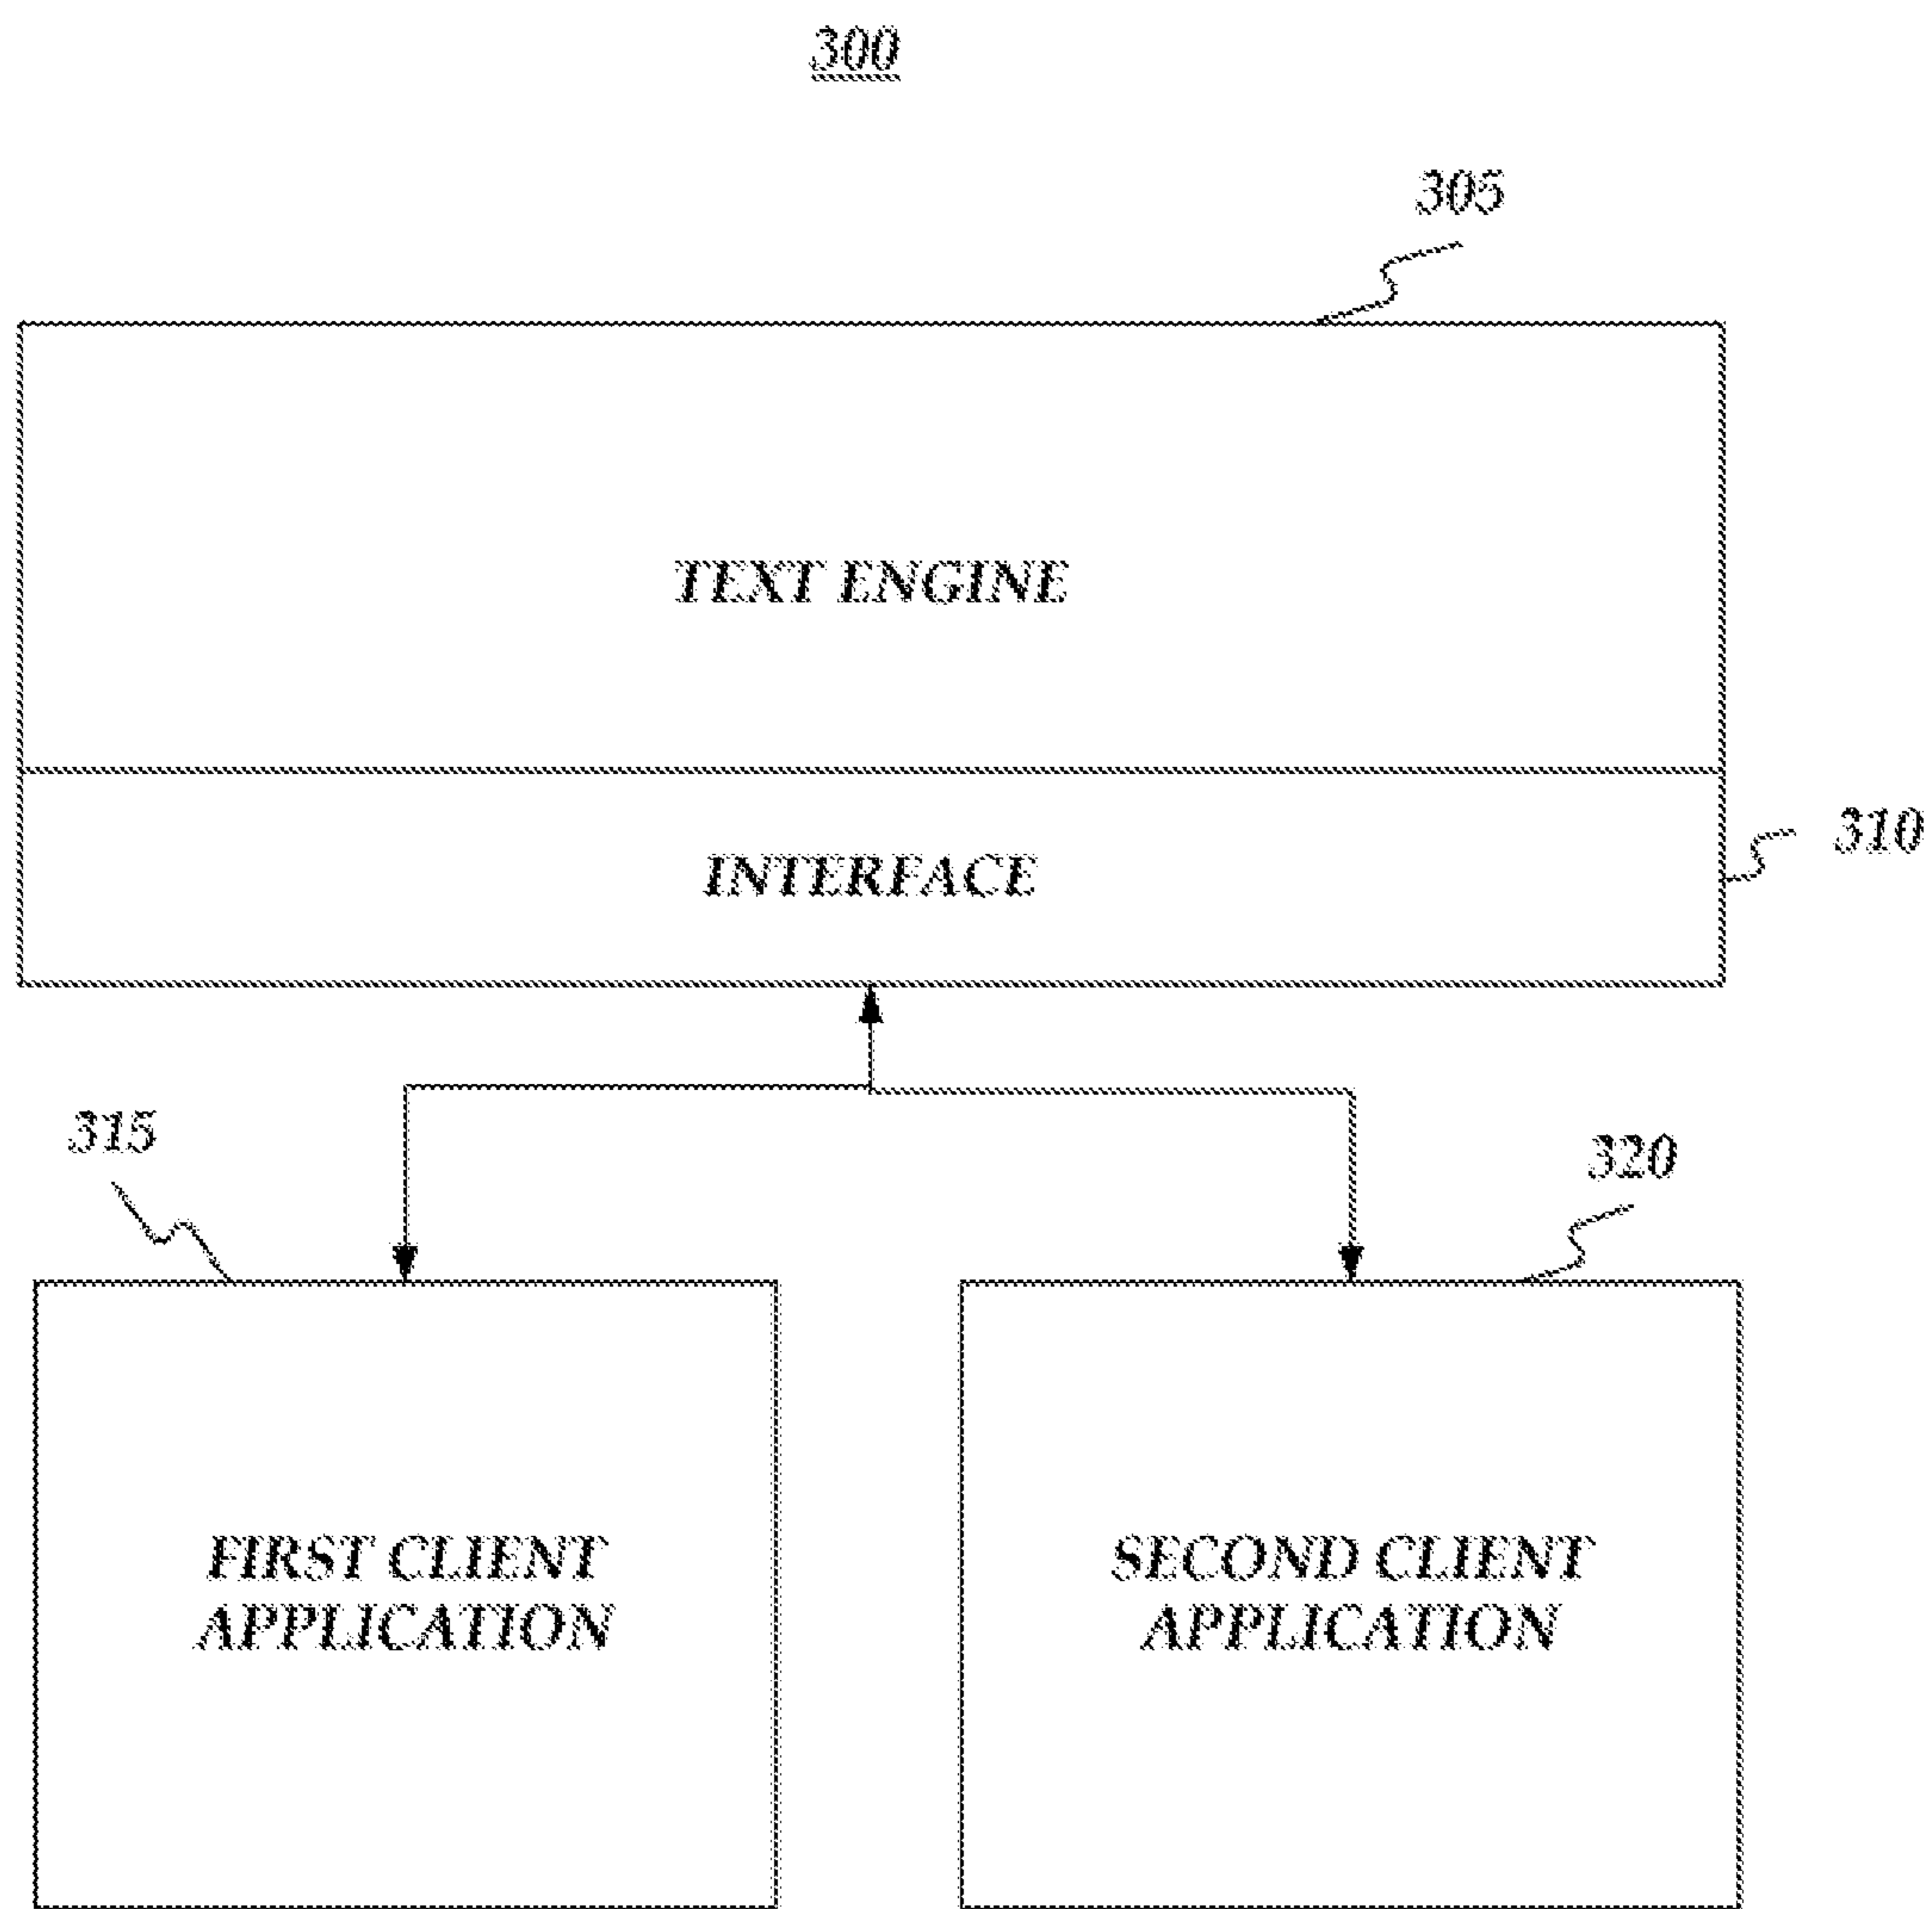 300
305
TEXT ENGINE
INTERFACE
310
315
320
FIRST CLIENT
APPLICATION
SECOND CLIENT
APPLICATION